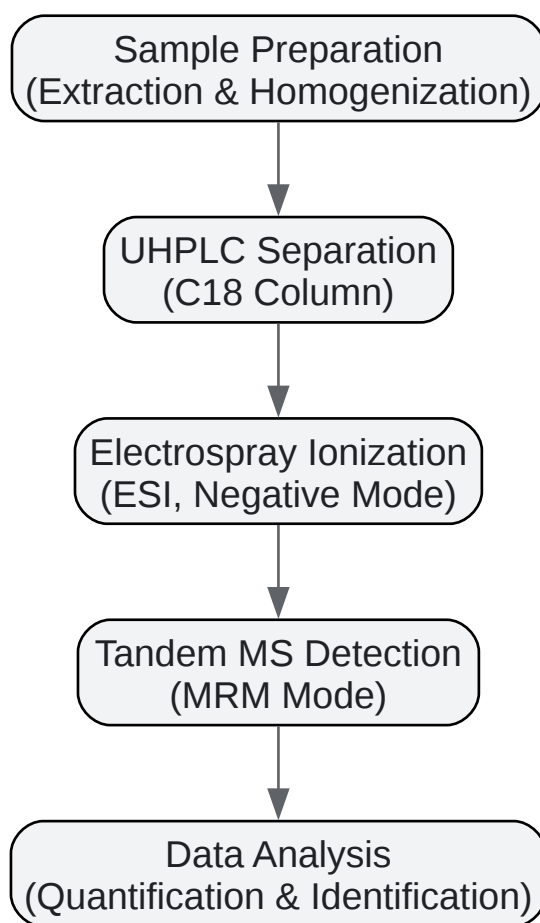 Sample Preparation
(Extraction & Homogenization)
UHPLC Separation
(C18 Column)
Electrospray Ionization
(ESI, Negative Mode)
Tandem MS Detection
(MRM Mode)
Data Analysis
(Quantification & Identification)